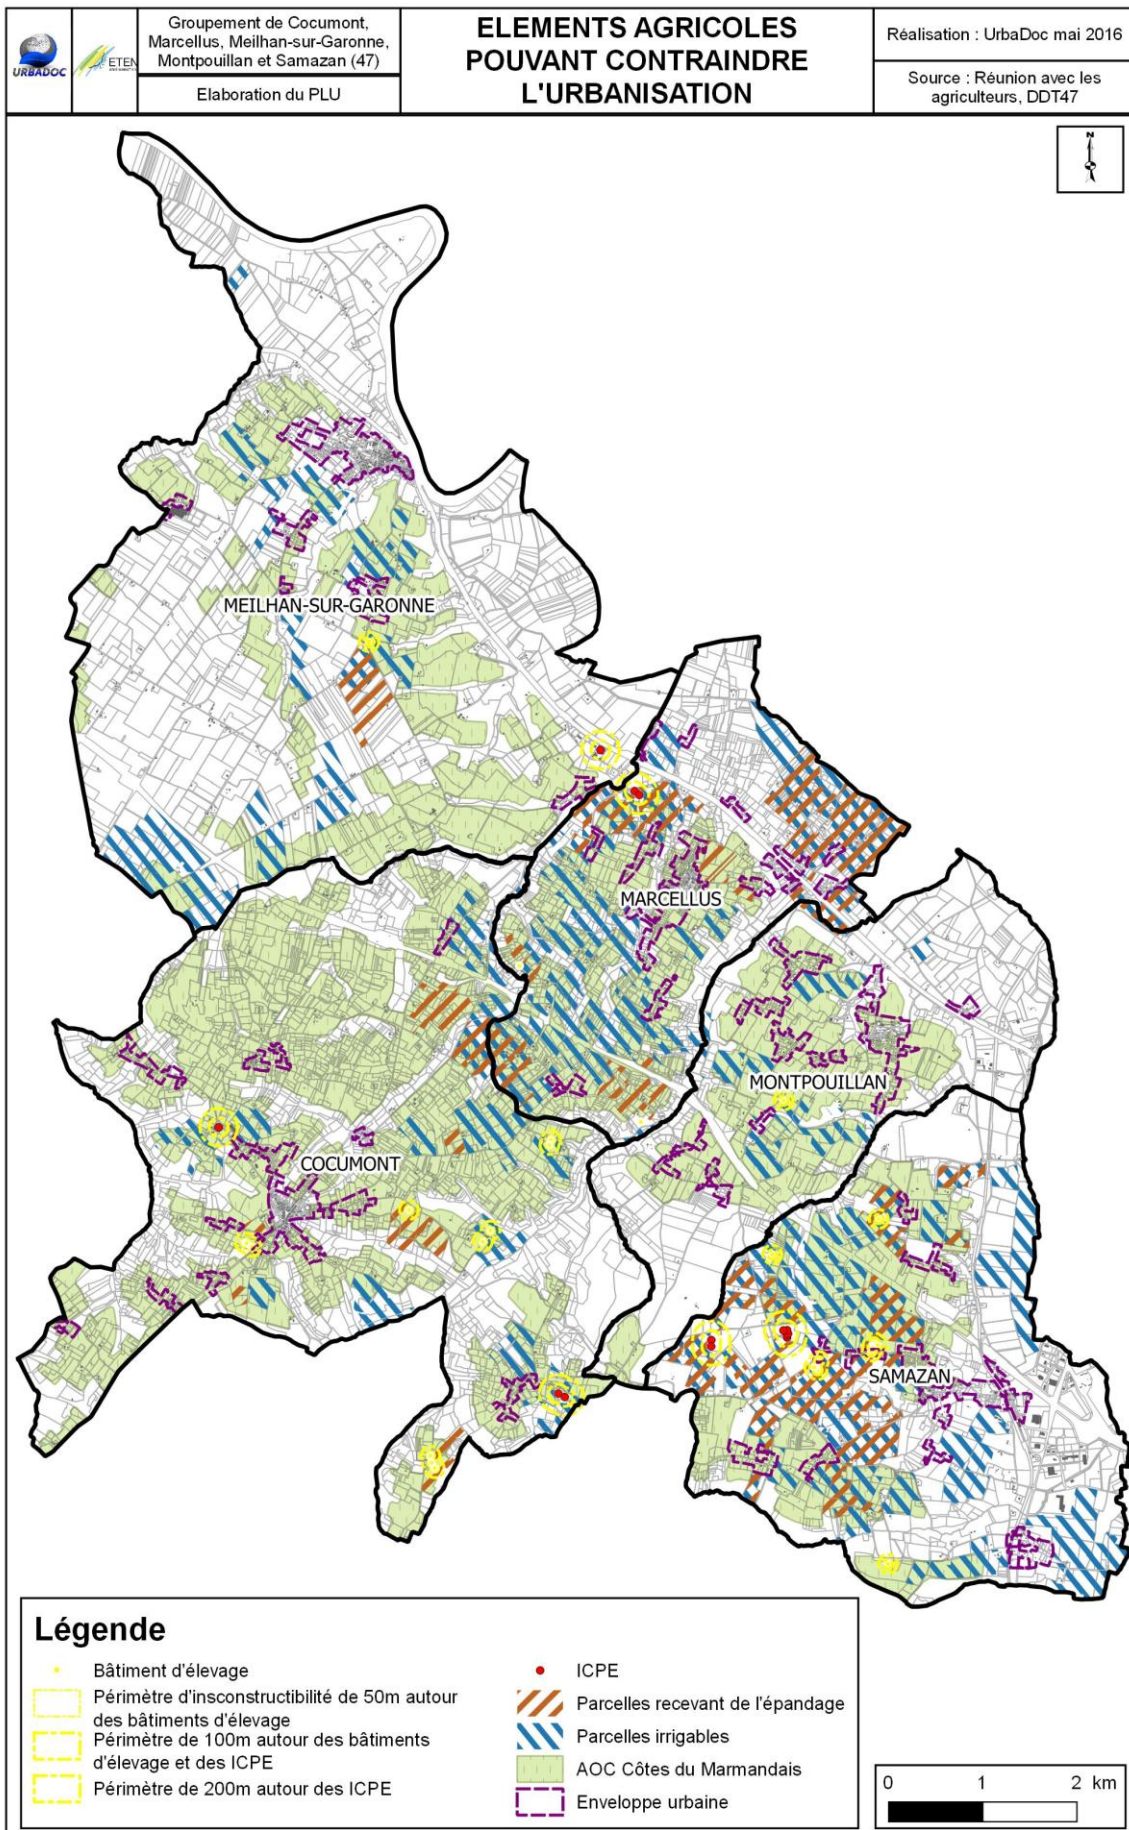 URBADOC
ETEN
Groupement de Cocumont,
Marcellus, Meilhan-sur-Garonne,
Montpouillan et Samazan (47)
Elaboration du PLU
ELEMENTS AGRICOLES
POUVANT CONTRAINDRE
L'URBANISATION
Réalisation : UrbaDoc mai 2016
Source : Réunion avec les
agriculteurs, DDT47
N
MEILHAN-SUR-GARONNE
MARCELLUS
MONTPOUILLAN
COCUMONT
SAMAZAN
Légende
Bâtiment d'élevage
Périmètre d'insconstructibilité de 50m autour
des bâtiments d'élevage
Périmètre de 100m autour des bâtiments
d'élevage et des ICPE
Périmètre de 200m autour des ICPE
ICPE
Parcelles recevant de l'épandage
Parcelles irrigables
AOC Côtes du Marmandais
Enveloppe urbaine
0 1 2 km